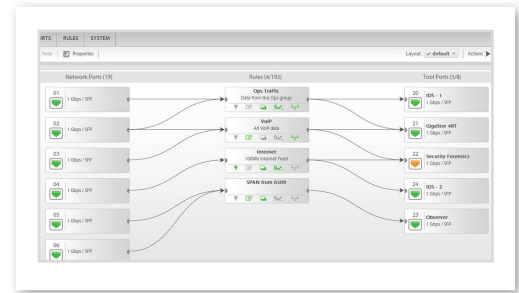 RTS RULES SYSTEM
Properties Layout default Actions
Network Ports (19) Rules (4/192) Tool Ports (5/8)
01
1 Gbps / SFP
02
1 Gbps / SFP
03
1 Gbps / SFP
04
1 Gbps / SFP
05
1 Gbps / SFP
06
1 Gbps / SFP
Ops Traffic
Data from the Ops group
VoIP
All VoIP data
Internet
100Mb Internet Feed
SPAN from 6509
20 IDS - 1
1 Gbps / SFP
21 GigaStor 4BT
1 Gbps / SFP
22 Security Forensics
1 Gbps / SFP
24 IDS - 2
1 Gbps / SFP
23 Observer
1 Gbps / SFP